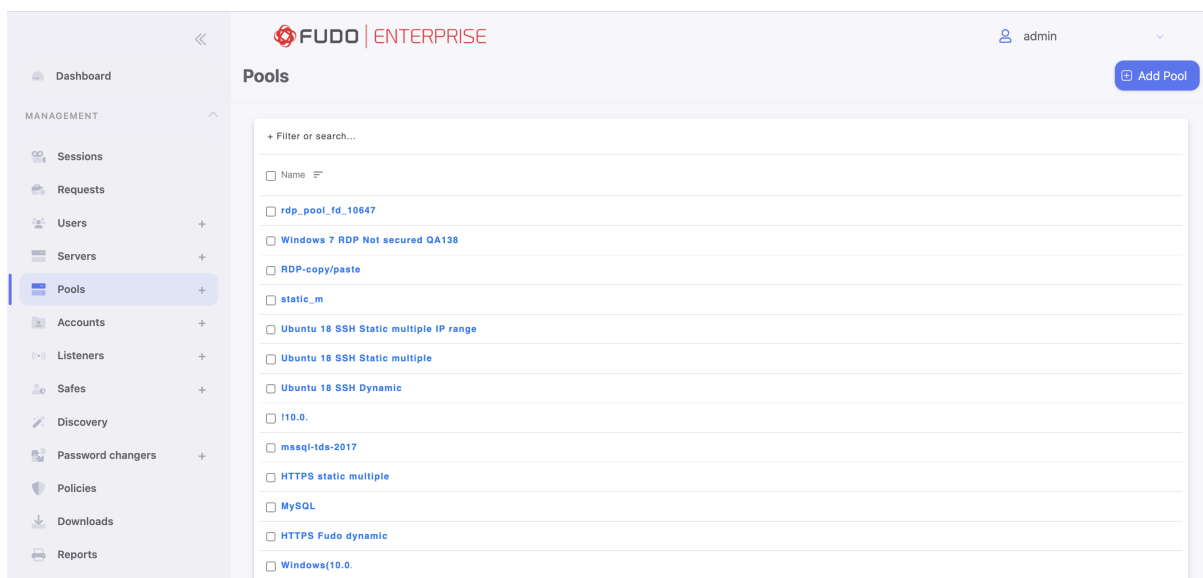 FUDO ENTERPRISE
admin
Dashboard
Pools
Add Pool
MANAGEMENT
Sessions
Requests
Users +
Servers +
Pools +
Accounts +
Listeners +
Safes +
Discovery
Password changers +
Policies
Downloads
Reports
+ Filter or search...
Name
rdp_pool_fd_10647
Windows 7 RDP Not secured QA138
RDP-copy/paste
static_m
Ubuntu 18 SSH Static multiple IP range
Ubuntu 18 SSH Static multiple
Ubuntu 18 SSH Dynamic
!10.0.
mssql-tds-2017
HTTPS static multiple
MySQL
HTTPS Fudo dynamic
Windows(10.0.